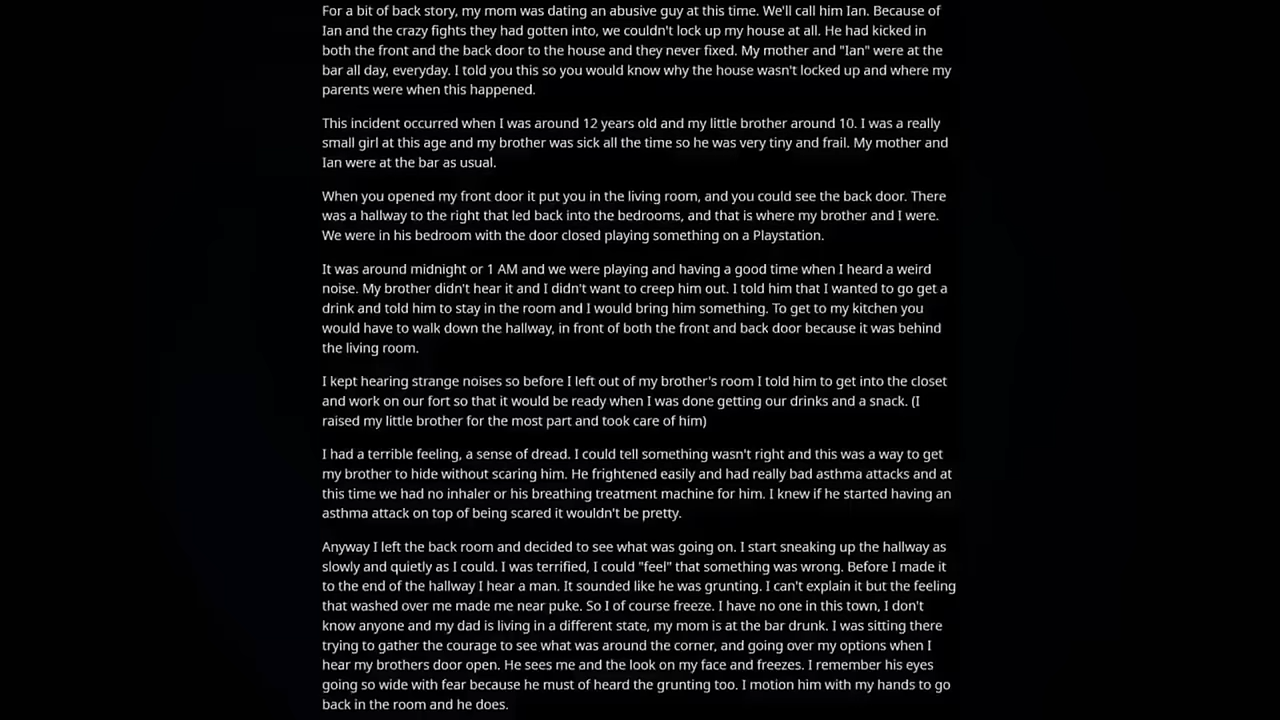 For a bit of back story, my mom was dating an abusive guy at this time. We'll call him Ian. Because of
Ian and the crazy fights they had gotten into, we couldn't lock up my house at all. He had kicked in
both the front and the back door to the house and they never fixed. My mother and "Ian" were at the
bar all day, everyday. I told you this so you would know why the house wasn't locked up and where my
parents were when this happened.
This incident occurred when I was around 12 years old and my little brother around 10. I was a really
small girl at this age and my brother was sick all the time so he was very tiny and frail. My mother and
Ian were at the bar as usual.
When you opened my front door it put you in the living room, and you could see the back door. There
was a hallway to the right that led back into the bedrooms, and that is where my brother and I were.
We were in his bedroom with the door closed playing something on a Playstation.
It was around midnight or 1 AM and we were playing and having a good time when I heard a weird
noise. My brother didn't hear it and I didn't want to creep him out. I told him that I wanted to go get a
drink and told him to stay in the room and I would bring him something. To get to my kitchen you
would have to walk down the hallway, in front of both the front and back door because it was behind
the living room.
I kept hearing strange noises so before I left out of my brother's room I told him to get into the closet
and work on our fort so that it would be ready when I was done getting our drinks and a snack. (I
raised my little brother for the most part and took care of him)
I had a terrible feeling, a sense of dread. I could tell something wasn't right and this was a way to get
my brother to hide without scaring him. He frightened easily and had really bad asthma attacks and at
this time we had no inhaler or his breathing treatment machine for him. I knew if he started having an
asthma attack on top of being scared it wouldn't be pretty.
Anyway I left the back room and decided to see what was going on. I start sneaking up the hallway as
slowly and quietly as I could. I was terrified, I could "feel" that something was wrong. Before I made it
to the end of the hallway I hear a man. It sounded like he was grunting. I can't explain it but the feeling
that washed over me made me near puke. So I of course freeze. I have no one in this town, I don't
know anyone and my dad is living in a different state, my mom is at the bar drunk. I was sitting there
trying to gather the courage to see what was around the corner, and going over my options when I
hear my brothers door open. He sees me and the look on my face and freezes. I remember his eyes
going so wide with fear because he must of heard the grunting too. I motion him with my hands to go
back in the room and he does.